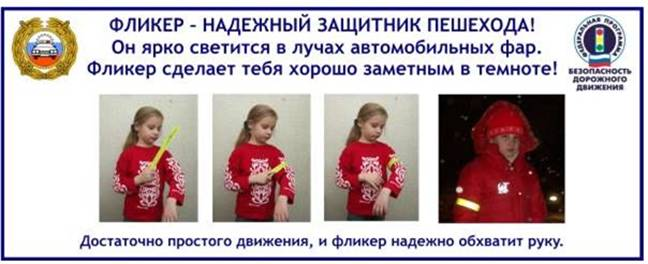 ФЛИКЕР – НАДЕЖНЫЙ ЗАЩИТНИК ПЕШЕХОДА!
Он ярко светится в лучах автомобильных фар.
Фликер сделает тебя хорошо заметным в темноте!
ФЕДЕРАЛЬНАЯ ПРОГРАММА
БЕЗОПАСНОСТЬ
ДОРОЖНОГО
ДВИЖЕНИЯ
Достаточно простого движения, и фликер надежно обхватит руку.